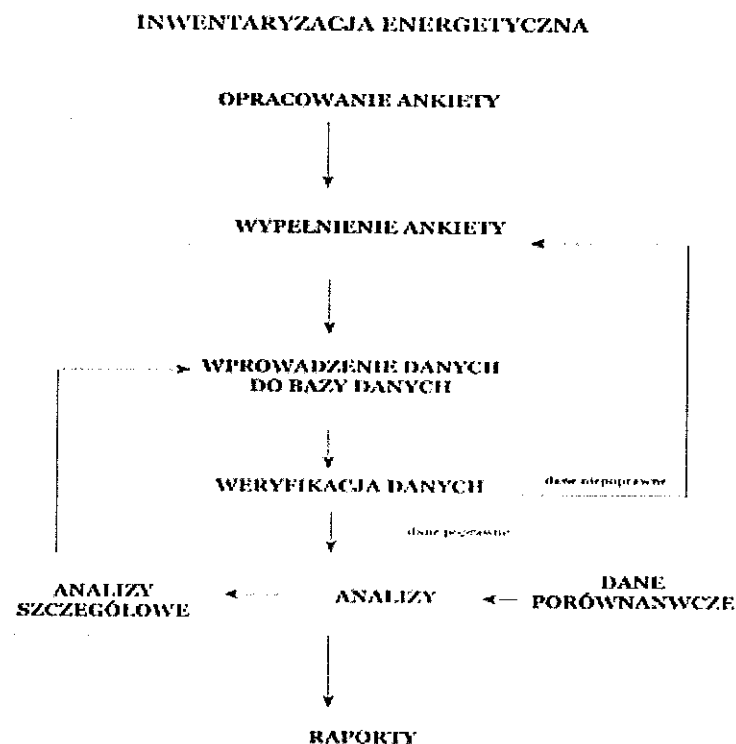 INWENTARYZACJA ENERGETYCZNA
OPRACOWANIE ANKIETY
WYPEŁNIENIE ANKIETY
WPROWADZENIE DANYCH
DO BAZY DANYCH
WERYFIKACJA DANYCH
dane niepoprawne
dane poprawne
ANALIZY
SZCZEGÓŁOWE
ANALIZY
DANE
PORÓWNANWCZE
RAPORTY